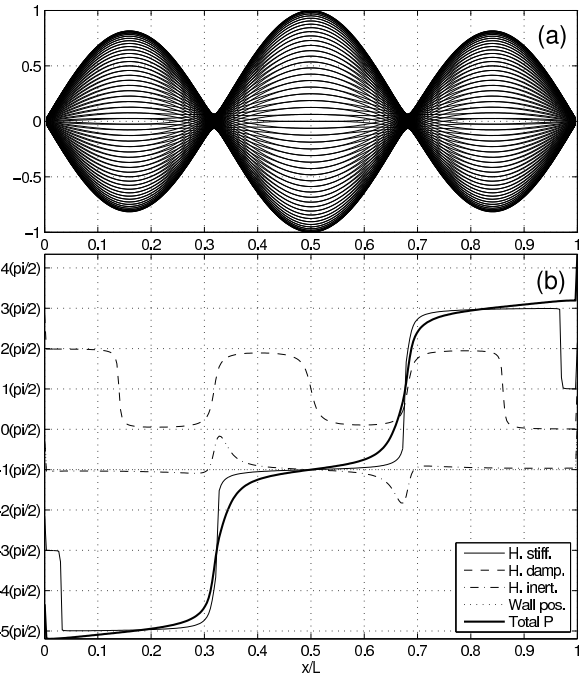 1
(a)
0.5
0
−0.5
−1
0 0.1 0.2 0.3 0.4 0.5 0.6 0.7 0.8 0.9 1
4(pi/2)
(b)
3(pi/2)
2(pi/2)
1(pi/2)
0(pi/2)
-1(pi/2)
-2(pi/2)
-3(pi/2)
-4(pi/2)
-5(pi/2)
H. stiff.
H. damp.
H. inert.
Wall pos.
Total P
0 0.1 0.2 0.3 0.4 0.5 0.6 0.7 0.8 0.9 1
x/L